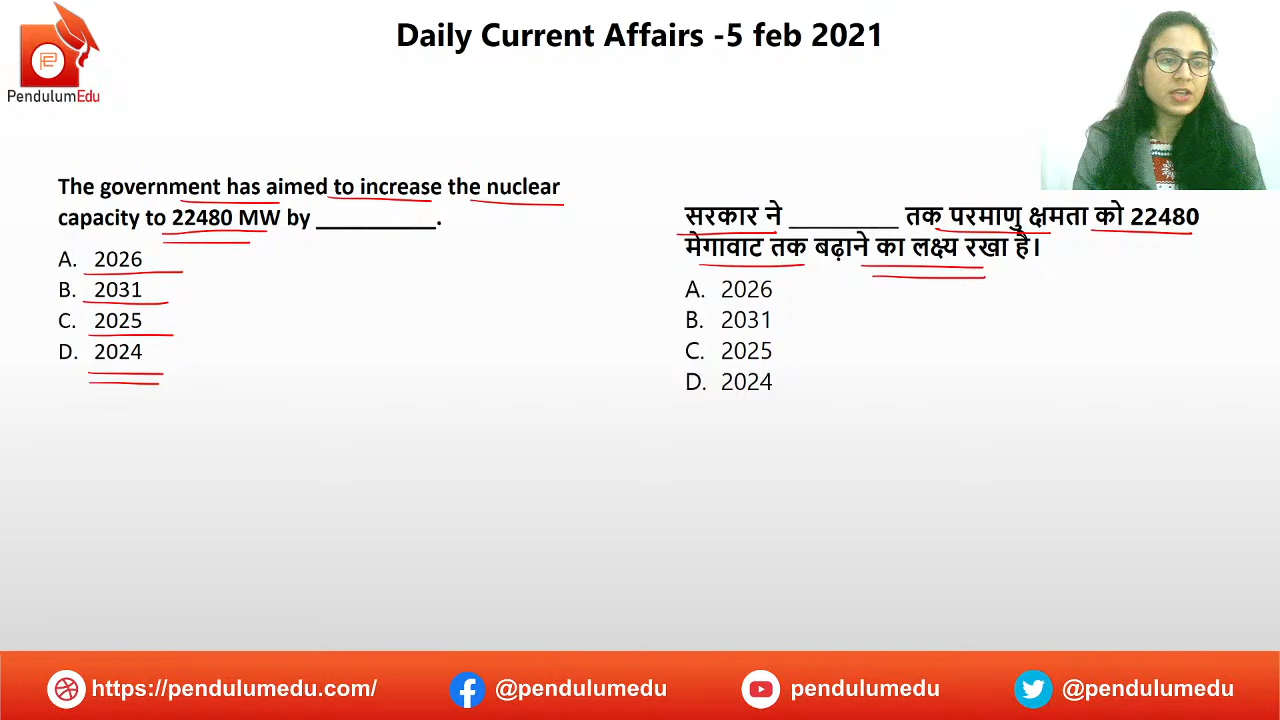 Daily Current Affairs -5 feb 2021
PendulumEdu
The government has aimed to increase the nuclear
capacity to 22480 MW by __________.
A. 2026
B. 2031
C. 2025
D. 2024
सरकार ने __________ तक परमाणु क्षमता को 22480
मेगावाट तक बढ़ाने का लक्ष्य रखा है।
A. 2026
B. 2031
C. 2025
D. 2024
https://pendulumedu.com/
@pendulumedu
pendulumedu
@pendulumedu